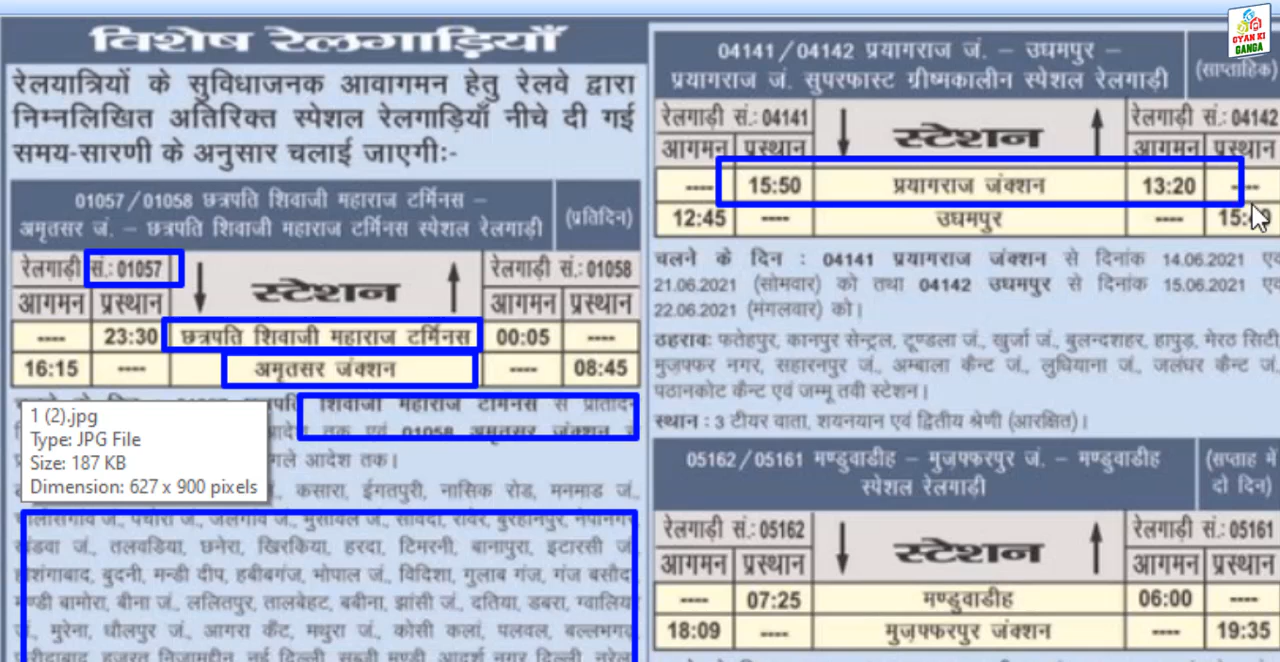 विशेष रेलगाड़ियाँ
रेलयात्रियों के सुविधाजनक आवागमन हेतु रेलवे द्वारा
निम्नलिखित अतिरिक्त स्पेशल रेलगाड़ियाँ नीचे दी गई
समय-सारणी के अनुसार चलाई जाएगी:-
01057/01058 छत्रपति शिवाजी महाराज टर्मिनस –
अमृतसर जं. – छत्रपति शिवाजी महाराज टर्मिनस स्पेशल रेलगाड़ी (प्रतिदिन)
रेलगाड़ी सं.: 01057 स्टेशन रेलगाड़ी सं.: 01058
आगमन प्रस्थान आगमन प्रस्थान
---- 23:30 छत्रपति शिवाजी महाराज टर्मिनस 00:05 ----
16:15 ---- अमृतसर जंक्शन ---- 08:45
शिवाजी महाराज टर्मिनस से प्रतिदिन
तक एवं 01058 अमृतसर जंक्शन
1 (2).jpg
Type: JPG File
Size: 187 KB
Dimension: 627 x 900 pixels
गले आदेश तक।
कसारा, ईगतपुरी, नासिक रोड, मनमाड जं.,
चालीसगांव जं., पचोरा जं., जलगांव जं., भुसावल जं., सावदा, रावेर, बुरहानपुर, नेपानगर
खंडवा जं., तलवडिया, छनेरा, खिरकिया, हरदा, टिमरनी, बानापुरा, इटारसी जं
होशंगाबाद, बुदनी, मन्डी दीप, हबीबगंज, भोपाल जं., विदिशा, गुलाब गंज, गंज बसौदा
मण्डी बामोरा, बीना जं., ललितपुर, तालबेहट, बबीना, झांसी जं., दतिया, डबरा, ग्वालिय
जं., मुरेना, धौलपुर जं., आगरा कैंट, मथुरा जं., कोसी कलां, पलवल, बल्लभगढ़
फरीदाबाद, हजरत निजामुद्दीन, नई दिल्ली, सब्जी मण्डी, आदर्श नगर दिल्ली, नरेला
GYAN KI
GANGA
04141/04142 प्रयागराज जं. – उधमपुर –
प्रयागराज जं. सुपरफास्ट ग्रीष्मकालीन स्पेशल रेलगाड़ी (साप्ताहिक)
रेलगाड़ी सं.: 04141 स्टेशन रेलगाड़ी सं.: 04142
आगमन प्रस्थान आगमन प्रस्थान
---- 15:50 प्रयागराज जंक्शन 13:20 ----
12:45 ---- उधमपुर ----
चलने के दिन : 04141 प्रयागराज जंक्शन से दिनांक 14.06.2021 एव
21.06.2021 (सोमवार) को तथा 04142 उधमपुर से दिनांक 15.06.2021 एव
22.06.2021 (मंगलवार) को।
ठहरावः फतेहपुर, कानपुर सेन्ट्रल, टूण्डला जं., खुर्जा जं., बुलन्दशहर, हापुड़, मेरठ सिटी
मुज़फ्फर नगर, सहारनपुर जं., अम्बाला कैन्ट जं., लुधियाना जं., जलंधर कैन्ट जं.
पठानकोट कैन्ट एवं जम्मू तवी स्टेशन।
स्थान : 3 टीयर वाता, शयनयान एवं द्वितीय श्रेणी (आरक्षित)।
05162/05161 मण्डुवाडीह – मुज़फ्फरपुर जं. – मण्डुवाडीह (सप्ताह में
स्पेशल रेलगाड़ी दो दिन)
रेलगाड़ी सं.: 05162 स्टेशन रेलगाड़ी सं.: 05161
आगमन प्रस्थान आगमन प्रस्थान
---- 07:25 मण्डुवाडीह 06:00 ----
18:09 ---- मुज़फ्फरपुर जंक्शन ---- 19:35